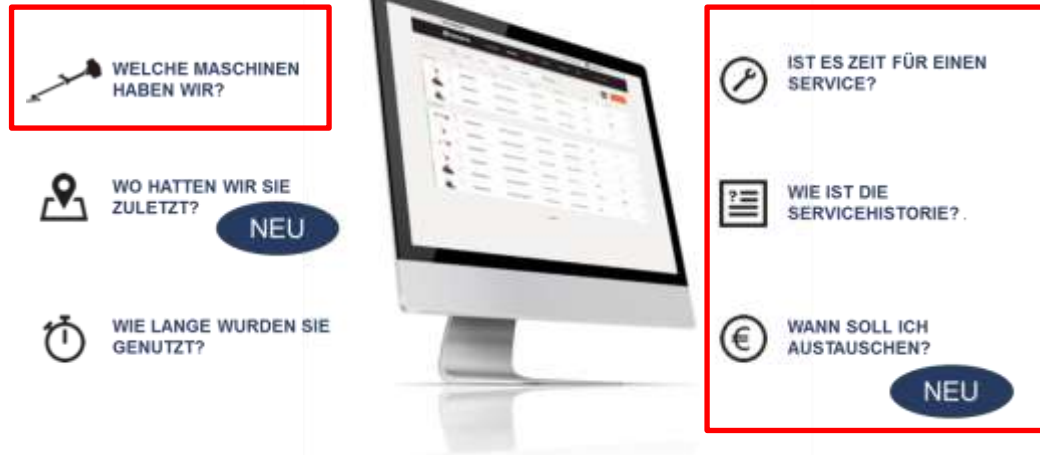 WELCHE MASCHINEN
HABEN WIR?
WO HATTEN WIR SIE
ZULETZT?
NEU
WIE LANGE WURDEN SIE
GENUTZT?
IST ES ZEIT FÜR EINEN
SERVICE?
WIE IST DIE
SERVICEHISTORIE? .
WANN SOLL ICH
AUSTAUSCHEN?
NEU